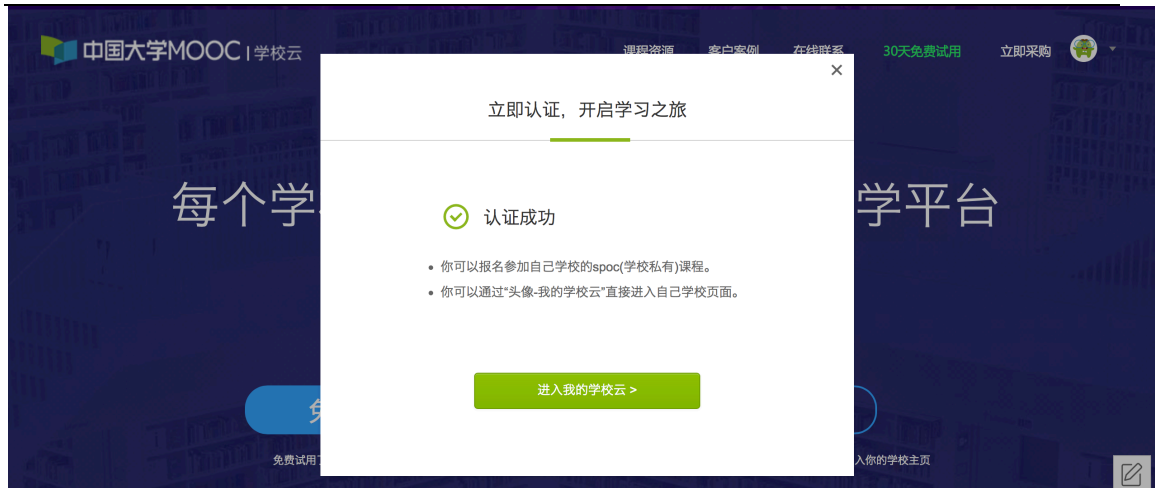 中国大学MOOC | 学校云
课程资源 客户案例 在线联系 30天免费试用 立即采购
立即认证，开启学习之旅
每个学 学平台
认证成功
你可以报名参加自己学校的spoc(学校私有)课程。
你可以通过“头像-我的学校云”直接进入自己学校页面。
进入我的学校云 >
免费试用 入你的学校主页